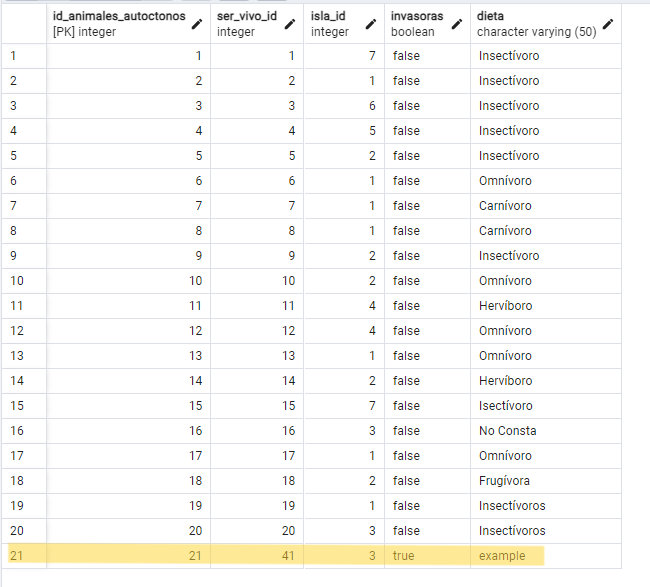 id_animales_autoctonos ser_vivo_id isla_id invasoras dieta
[PK] integer integer integer boolean character varying (50)
1 1 1 7 false Insectívoro
2 2 2 1 false Insectívoro
3 3 3 6 false Insectívoro
4 4 4 5 false Insectívoro
5 5 5 2 false Insectívoro
6 6 6 1 false Omnívoro
7 7 7 1 false Carnívoro
8 8 8 1 false Carnívoro
9 9 9 2 false Insectívoro
10 10 10 2 false Omnívoro
11 11 11 4 false Hervíboro
12 12 12 4 false Omnívoro
13 13 13 1 false Omnívoro
14 14 14 2 false Hervíboro
15 15 15 7 false Isectívoro
16 16 16 3 false No Consta
17 17 17 1 false Omnívoro
18 18 18 2 false Frugívora
19 19 19 1 false Insectívoros
20 20 20 3 false Insectívoros
21 21 41 3 true example